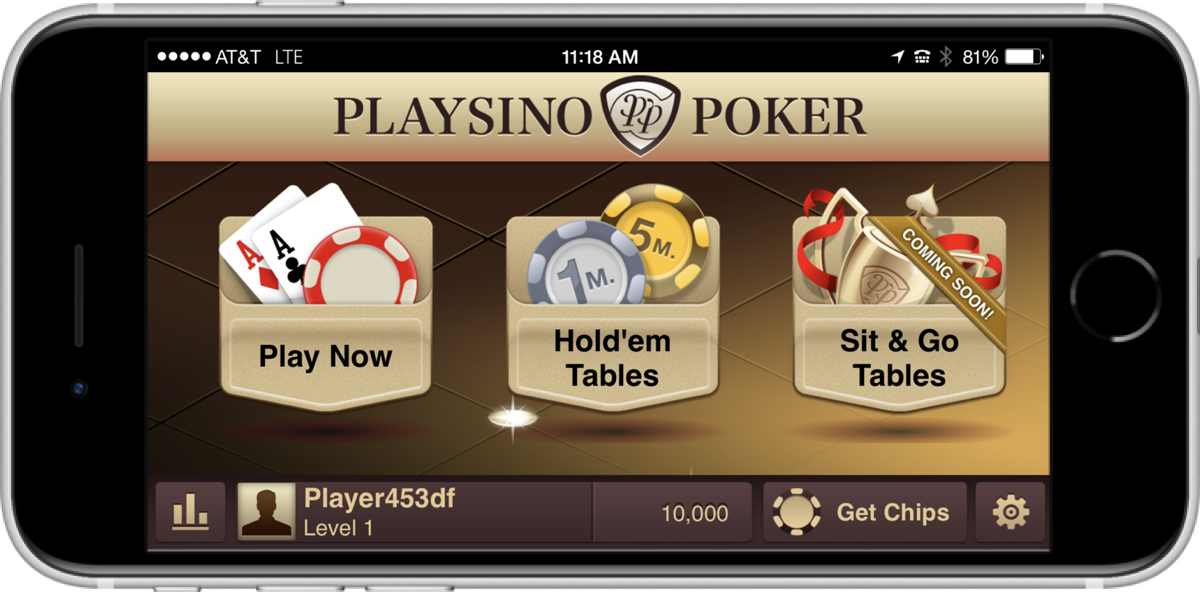 AT&T LTE 11:18 AM 81%
PLAYSINO PP POKER
A A
1M. 5M.
PP
COMING SOON!
Play Now
Hold'em
Tables
Sit & Go
Tables
Player453df
Level 1
10,000
Get Chips